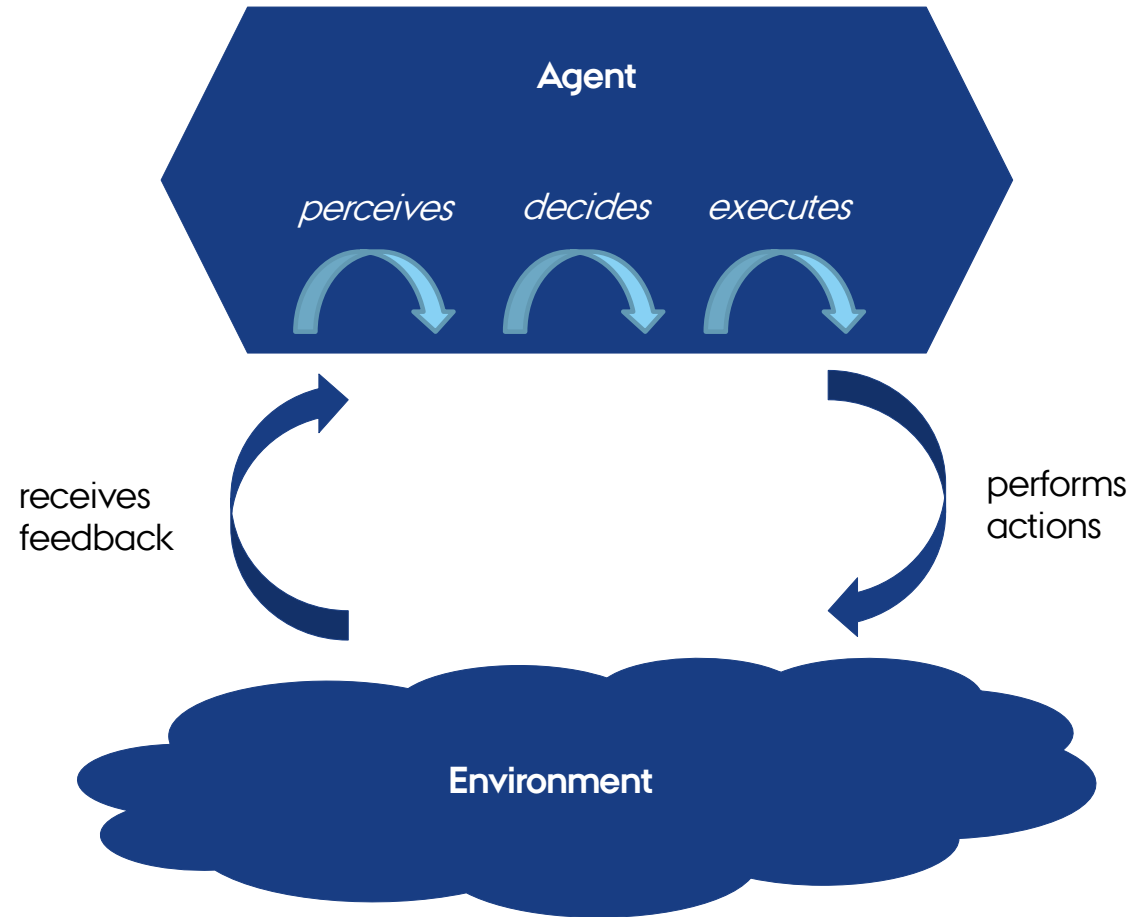 Agent
perceives decides executes
receives
feedback
performs
actions
Environment